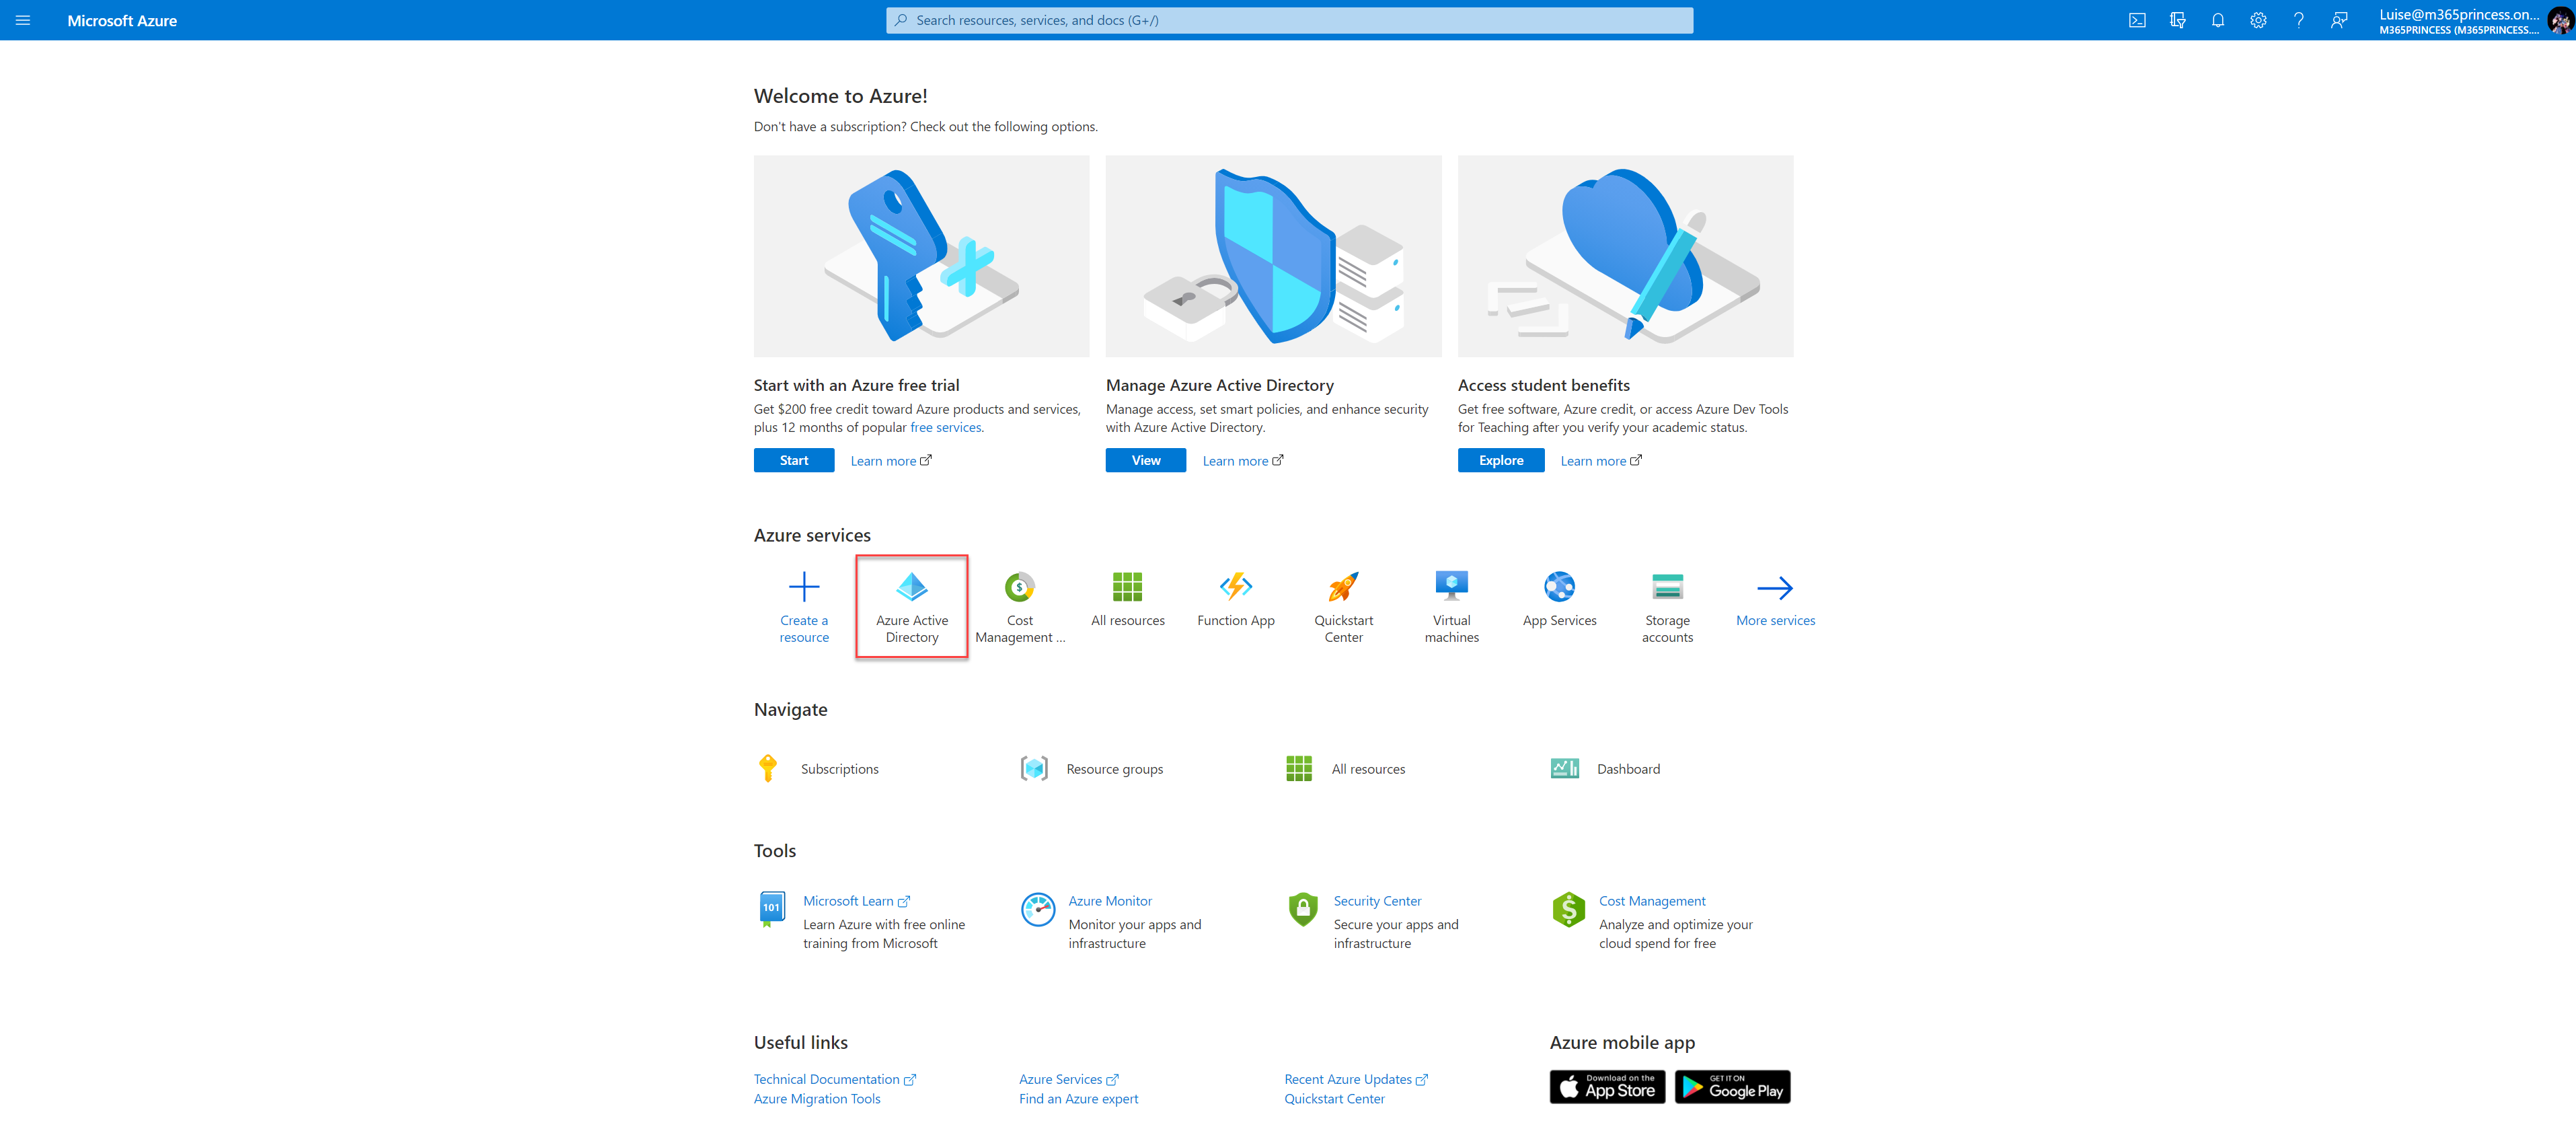 Microsoft Azure
Search resources, services, and docs (G+/)
Luise@m365princess.on...
M365PRINCESS (M365PRINCESS....
Welcome to Azure!
Don't have a subscription? Check out the following options.
Start with an Azure free trial
Get $200 free credit toward Azure products and services,
plus 12 months of popular free services.
Start
Learn more
Manage Azure Active Directory
Manage access, set smart policies, and enhance security
with Azure Active Directory.
View
Learn more
Access student benefits
Get free software, Azure credit, or access Azure Dev Tools
for Teaching after you verify your academic status.
Explore
Learn more
Azure services
Create a
resource
Azure Active
Directory
$
Cost
Management ...
All resources
Function App
Quickstart
Center
Virtual
machines
App Services
Storage
accounts
More services
Navigate
Subscriptions
Resource groups
All resources
Dashboard
Tools
101
Microsoft Learn
Learn Azure with free online
training from Microsoft
Azure Monitor
Monitor your apps and
infrastructure
Security Center
Secure your apps and
infrastructure
$
Cost Management
Analyze and optimize your
cloud spend for free
Useful links
Technical Documentation
Azure Migration Tools
Azure Services
Find an Azure expert
Recent Azure Updates
Quickstart Center
Azure mobile app
Download on the
App Store
GET IT ON
Google Play